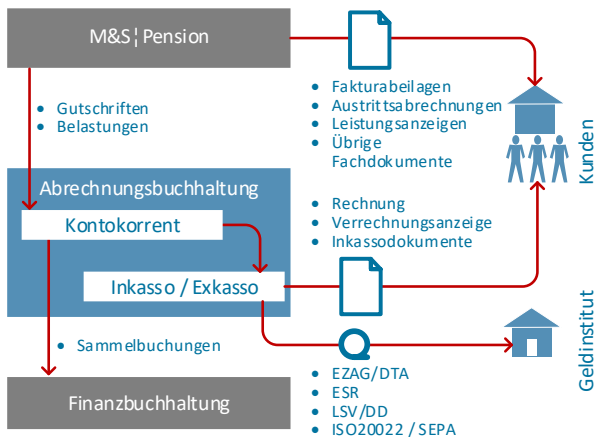 M&S¦Pension
• Gutschriften
• Belastungen
• Fakturabeilagen
• Austrittsabrechnungen
• Leistungsanzeigen
• Übrige
Fachdokumente
Kunden
Abrechnungsbuchhaltung
Kontokorrent
Inkasso / Exkasso
• Rechnung
• Verrechnungsanzeige
• Inkassodokumente
Geldinstitut
• Sammelbuchungen
• EZAG/DTA
• ESR
• LSV/DD
• ISO20022 / SEPA
Finanzbuchhaltung